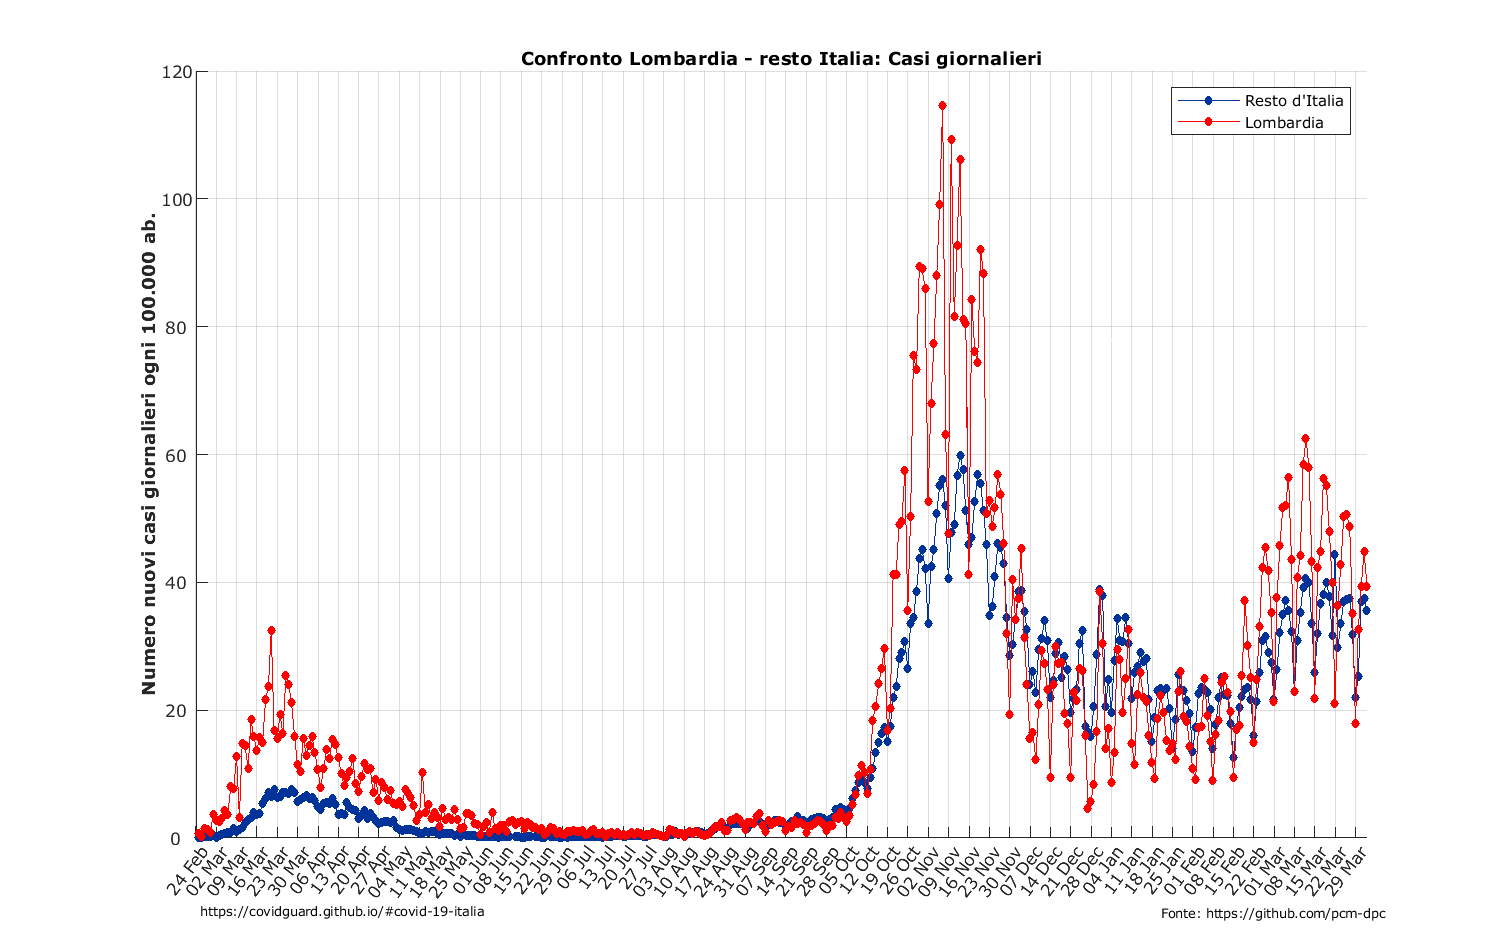 Confronto Lombardia - resto Italia: Casi giornalieri
Resto d'Italia
Lombardia
Numero nuovi casi giornalieri ogni 100.000 ab.
120
100
80
60
40
20
0
24 Feb
02 Mar
09 Mar
16 Mar
23 Mar
30 Mar
06 Apr
13 Apr
20 Apr
27 Apr
04 May
11 May
18 May
25 May
01 Jun
08 Jun
15 Jun
22 Jun
29 Jun
06 Jul
13 Jul
20 Jul
27 Jul
03 Aug
10 Aug
17 Aug
24 Aug
31 Aug
07 Sep
14 Sep
21 Sep
28 Sep
05 Oct
12 Oct
19 Oct
26 Oct
02 Nov
09 Nov
16 Nov
23 Nov
30 Nov
07 Dec
14 Dec
21 Dec
28 Dec
04 Jan
11 Jan
18 Jan
25 Jan
01 Feb
08 Feb
15 Feb
22 Feb
01 Mar
08 Mar
15 Mar
22 Mar
29 Mar
https://covidguard.github.io/#covid-19-italia
Fonte: https://github.com/pcm-dpc